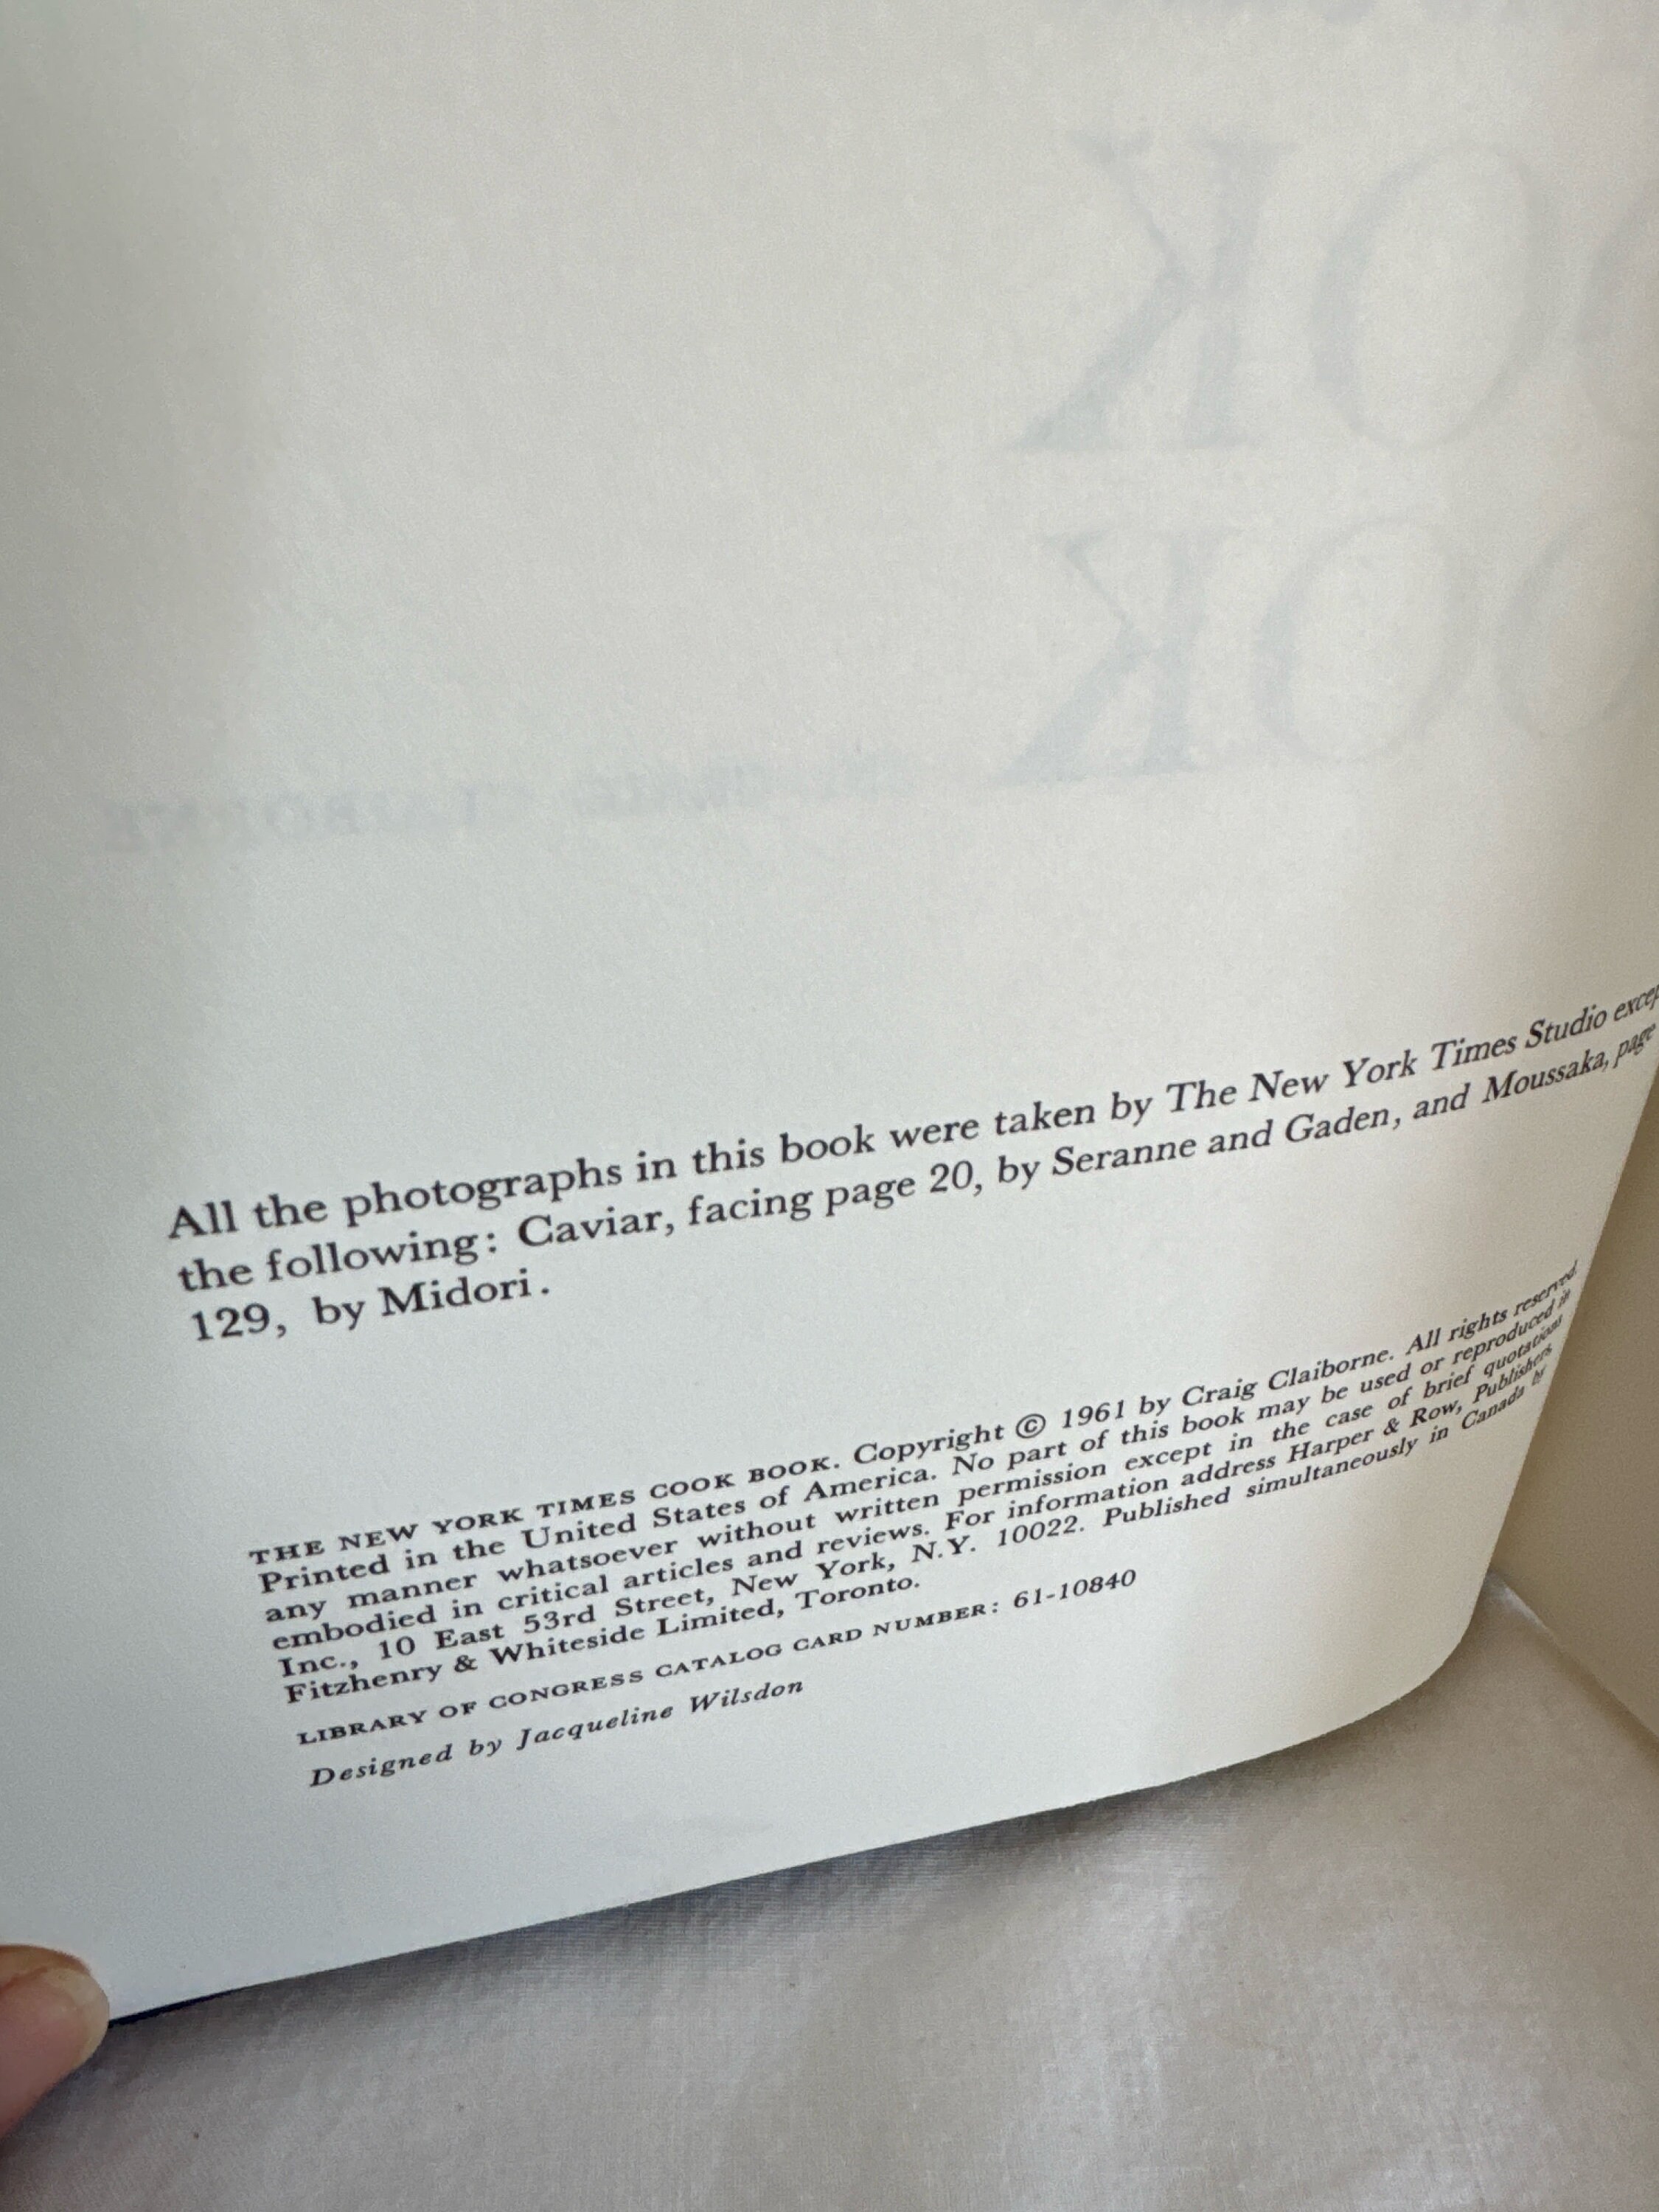 All the photographs in this book were taken by The New York Times Studio
the following: Caviar, facing page 20, by Seranne and Gaden, and Moussaka, page
129, by Midori.
THE NEW YORK TIMES COOK BOOK. Copyright © 1961 by Craig Claiborne. All rights reserved.
Printed in the United States of America. No part of this book may be used or reproduced in
any manner whatsoever without written permission except in the case of brief quotations
embodied in critical articles and reviews. For information address Harper & Row, Publishers
Inc., 10 East 53rd Street, New York, N.Y. 10022. Published simultaneously in Canada by
Fitzhenry & Whiteside Limited, Toronto.
LIBRARY OF CONGRESS CATALOG CARD NUMBER: 61-10840
Designed by Jacqueline Wilsdon